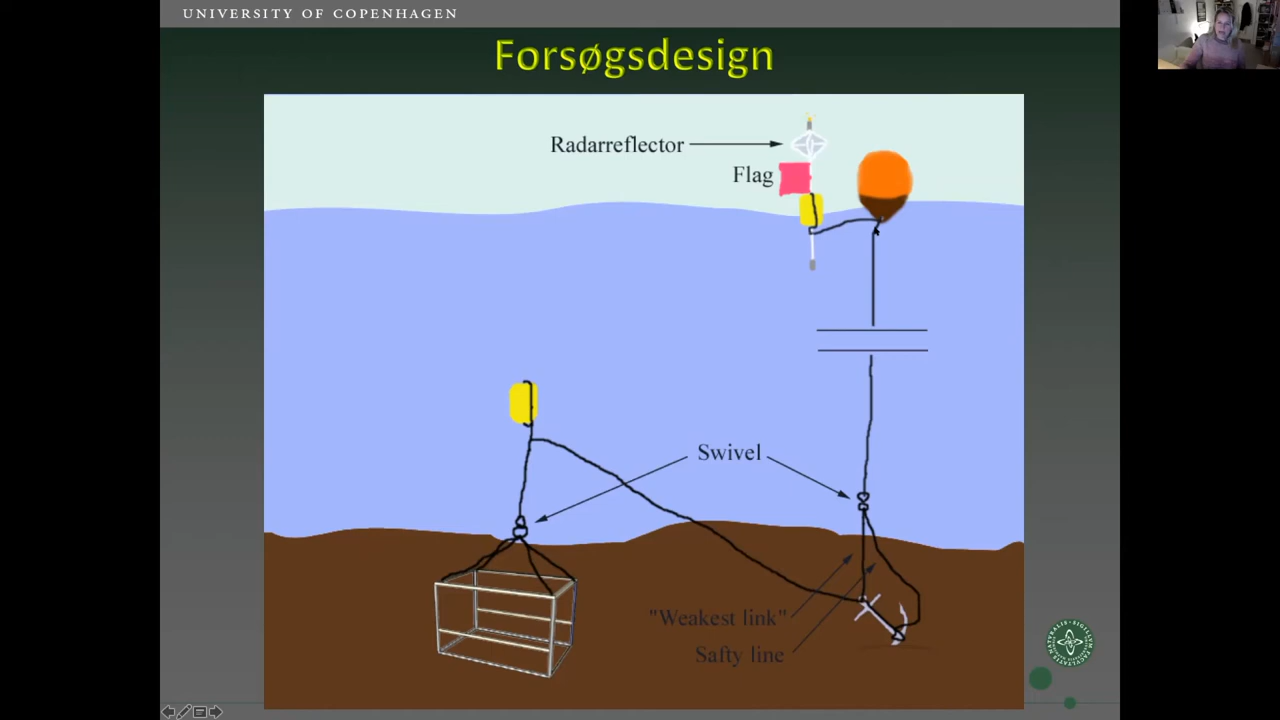 UNIVERSITY OF COPENHAGEN
Forsøgsdesign
Radarreflector
Flag
Swivel
"Weakest link"
Safty line